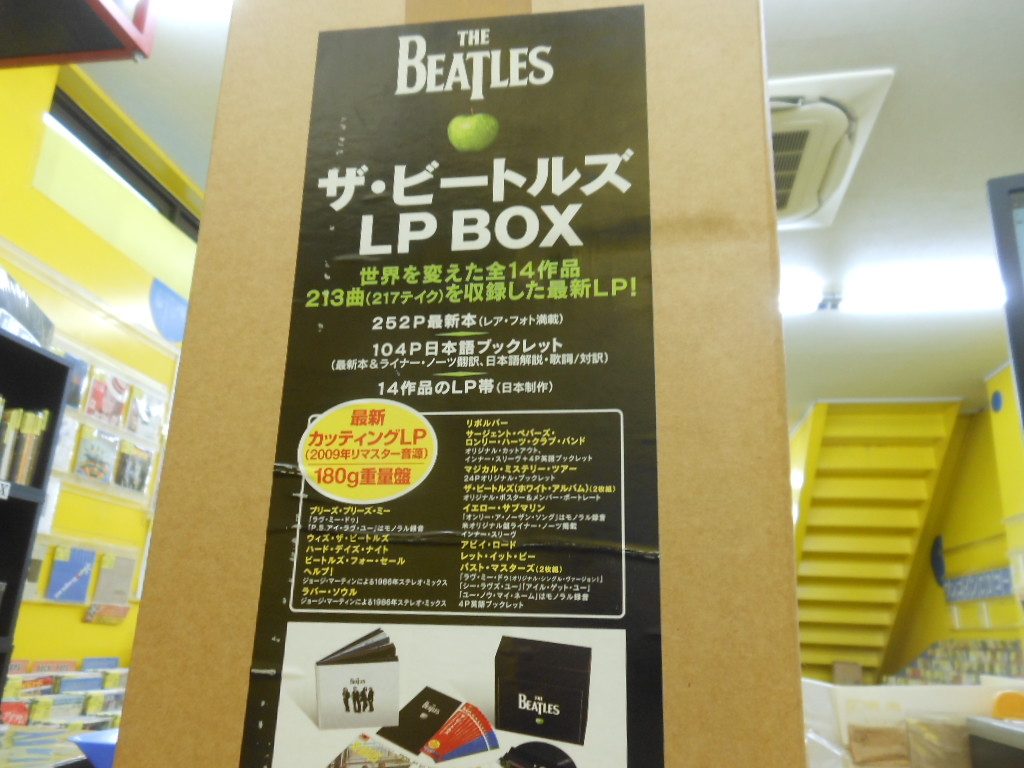 THE
BEATLES
ザ・ビートルズ
LP BOX
世界を変えた全14作品
213曲(217テイク)を収録した最新LP!
252P最新本(レア・フォト満載)
104P日本語ブックレット
(最新本&ライナー・ノーツ翻訳、日本語解説・歌詞/対訳)
14作品のLP帯(日本制作)
最新
カッティングLP
(2009年リマスター音源)
180g重量盤
プリーズ・プリーズ・ミー
「ラヴ・ミー・ドゥ」
「P.S.アイ・ラヴ・ユー」はモノラル録音
ウィズ・ザ・ビートルズ
ハード・デイズ・ナイト
ビートルズ・フォー・セール
ヘルプ!
ジョージ・マーティンによる1986年ステレオ・ミックス
ラバー・ソウル
ジョージ・マーティンによる1986年ステレオ・ミックス
リボルバー
サージェント・ペパーズ・
ロンリー・ハーツ・クラブ・バンド
オリジナル・カットアウト、
インナー・スリーヴ+4P英語ブックレット
マジカル・ミステリー・ツアー
24Pオリジナル・ブックレット
ザ・ビートルズ(ホワイト・アルバム)(2枚組)
オリジナル・ポスター&メンバー・ポートレート
イエロー・サブマリン
「オンリー・ア・ノーザン・ソング」はモノラル録音
米オリジナル盤ライナー・ノーツ掲載
インナー・スリーヴ
アビイ・ロード
レット・イット・ビー
パスト・マスターズ(2枚組)
「ラヴ・ミー・ドゥ(オリジナル・シングル・ヴァージョン)」
「シー・ラヴズ・ユー」「アイル・ゲット・ユー」
「ユー・ノウ・マイ・ネーム」はモノラル録音
4P英語ブックレット
THE
BEATLES